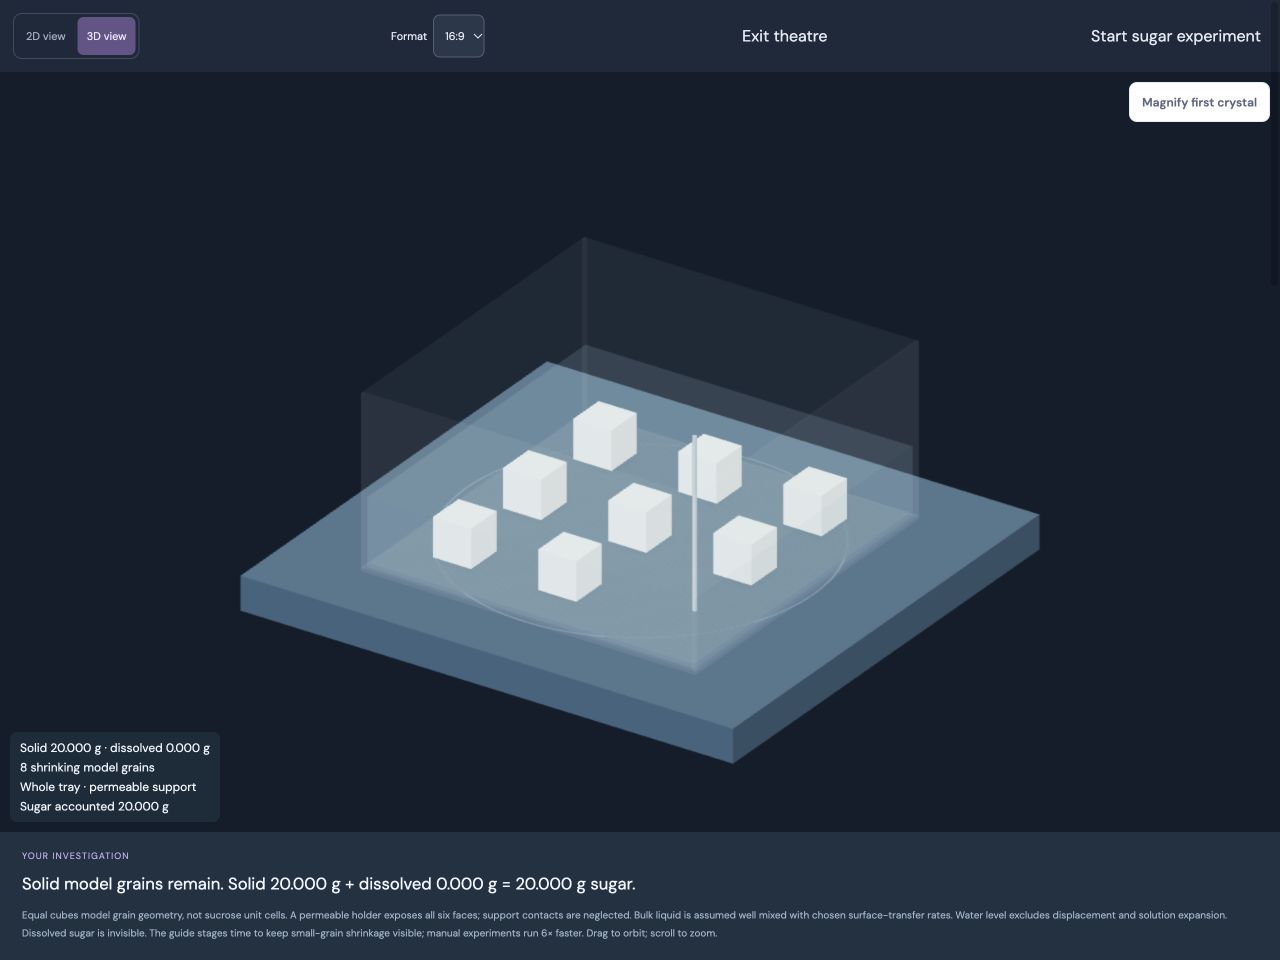 2D view
3D view
Format
16:9
Exit theatre
Start sugar experiment
Magnify first crystal
Solid 20.000 g · dissolved 0.000 g
8 shrinking model grains
Whole tray · permeable support
Sugar accounted 20.000 g
YOUR INVESTIGATION
Solid model grains remain. Solid 20.000 g + dissolved 0.000 g = 20.000 g sugar.
Equal cubes model grain geometry, not sucrose unit cells. A permeable holder exposes all six faces; support contacts are neglected. Bulk liquid is assumed well mixed with chosen surface-transfer rates. Water level excludes displacement and solution expansion.
Dissolved sugar is invisible. The guide stages time to keep small-grain shrinkage visible; manual experiments run 6× faster. Drag to orbit; scroll to zoom.